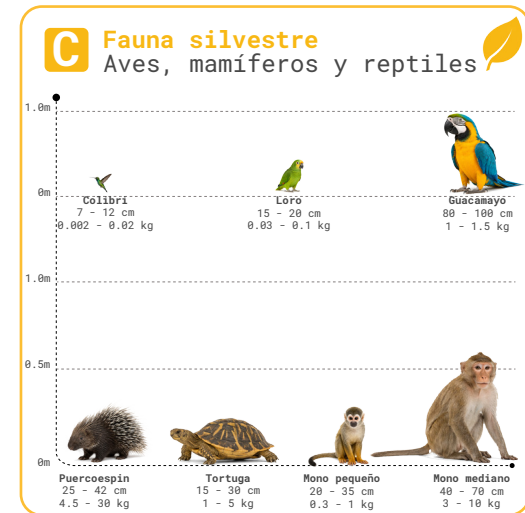 C
Fauna silvestre
Aves, mamíferos y reptiles
1.0m
0m
Colibrí
7 - 12 cm
0.002 - 0.02 kg
Loro
15 - 20 cm
0.03 - 0.1 kg
Guacamayo
80 - 100 cm
1 - 1.5 kg
1.0m
0.5m
0m
Puercoespin
25 - 42 cm
4.5 - 30 kg
Tortuga
15 - 30 cm
1 - 5 kg
Mono pequeño
20 - 35 cm
0.3 - 1 kg
Mono mediano
40 - 70 cm
3 - 10 kg